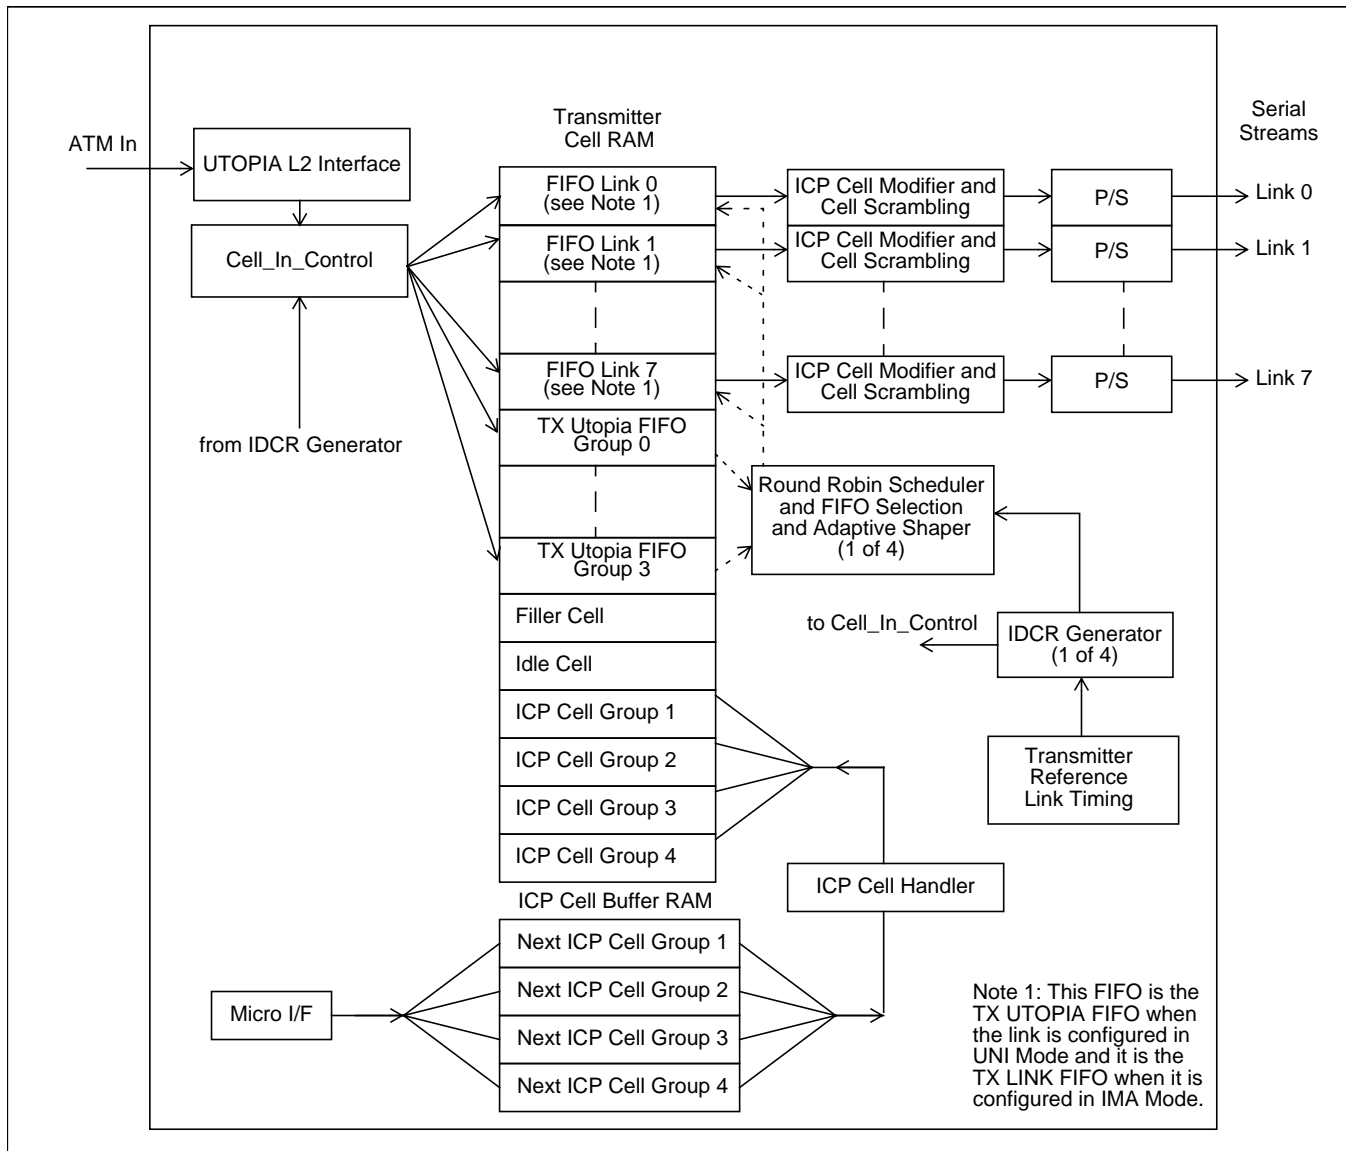 Transmitter
Cell RAM
Serial
Streams
ATM In
UTOPIA L2 Interface
FIFO Link 0
(see Note 1)
ICP Cell Modifier and
Cell Scrambling
P/S
Link 0
Cell_In_Control
FIFO Link 1
(see Note 1)
ICP Cell Modifier and
Cell Scrambling
P/S
Link 1
FIFO Link 7
(see Note 1)
ICP Cell Modifier and
Cell Scrambling
P/S
Link 7
from IDCR Generator
TX Utopia FIFO
Group 0
Round Robin Scheduler
and FIFO Selection
and Adaptive Shaper
(1 of 4)
TX Utopia FIFO
Group 3
Filler Cell
to Cell_In_Control
IDCR Generator
(1 of 4)
Idle Cell
ICP Cell Group 1
ICP Cell Group 2
ICP Cell Group 3
ICP Cell Group 4
Transmitter
Reference
Link Timing
ICP Cell Handler
ICP Cell Buffer RAM
Next ICP Cell Group 1
Next ICP Cell Group 2
Next ICP Cell Group 3
Next ICP Cell Group 4
Micro I/F
Note 1: This FIFO is the
TX UTOPIA FIFO when
the link is configured in
UNI Mode and it is the
TX LINK FIFO when it is
configured in IMA Mode.